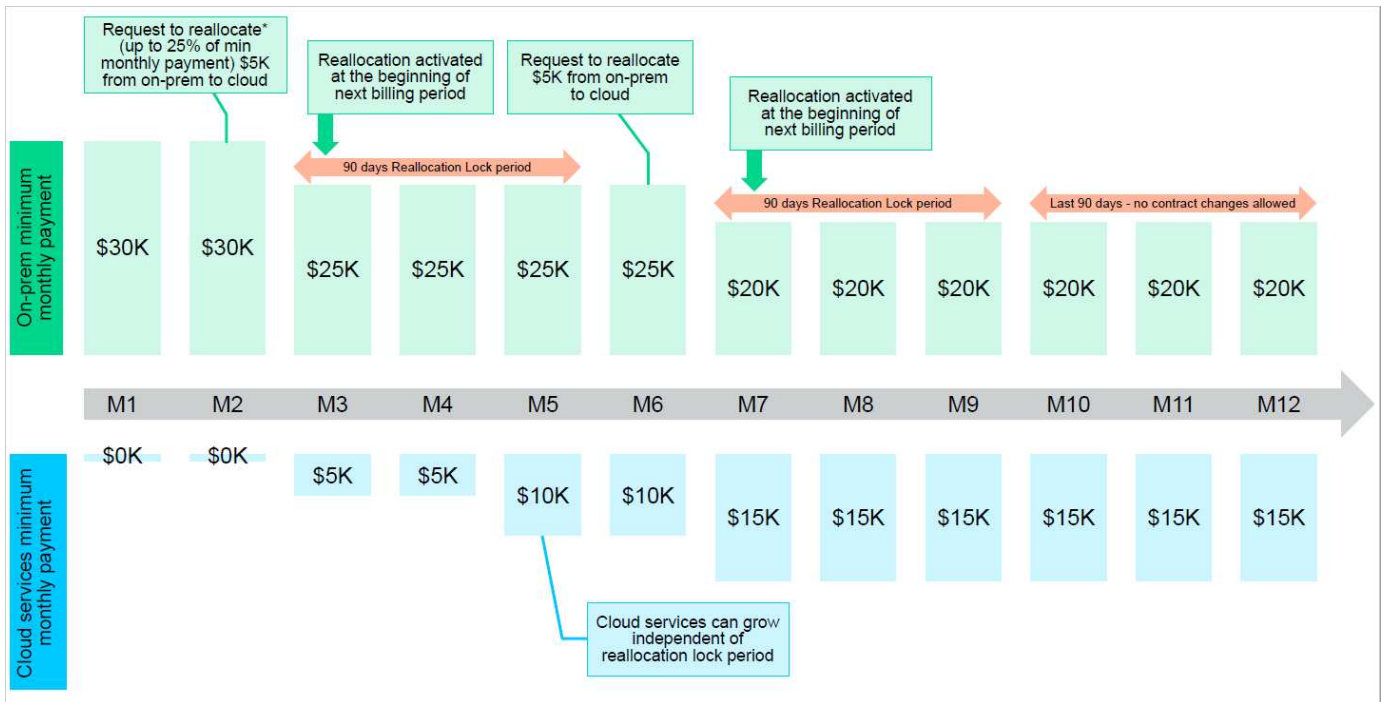 Request to reallocate*
(up to 25% of min
monthly payment) $5K
from on-prem to cloud
Reallocation activated
at the beginning of
next billing period
Request to reallocate
$5K from on-prem
to cloud
Reallocation activated
at the beginning of
next billing period
90 days Reallocation Lock period
90 days Reallocation Lock period
Last 90 days - no contract changes allowed
On-prem minimum
monthly payment
$30K
$30K
$25K
$25K
$25K
$25K
$20K
$20K
$20K
$20K
$20K
$20K
M1
M2
M3
M4
M5
M6
M7
M8
M9
M10
M11
M12
Cloud services minimum
monthly payment
$0K
$0K
$5K
$5K
$10K
$10K
$15K
$15K
$15K
$15K
$15K
$15K
Cloud services can grow
independent of
reallocation lock period